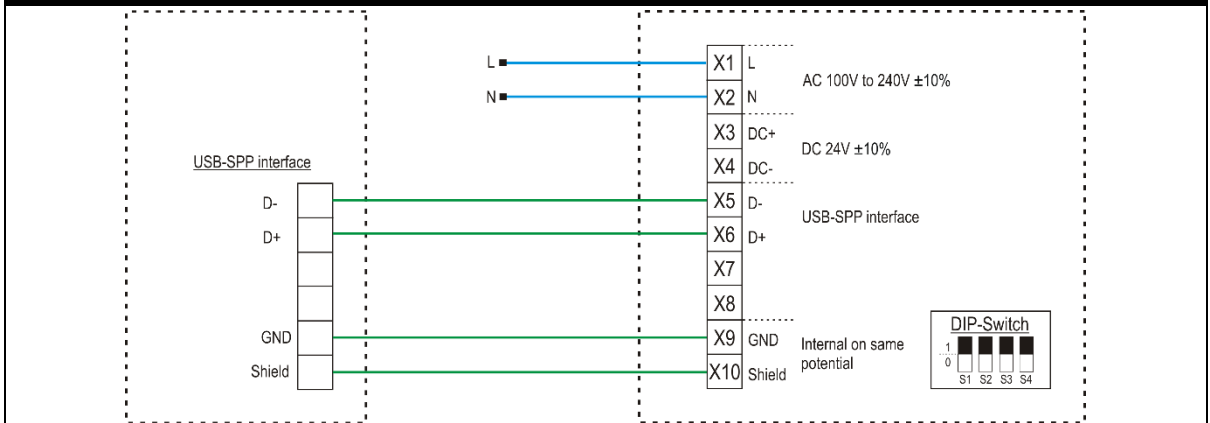 L
N
X1 L
X2 N
AC 100V to 240V ±10%
X3 DC+
X4 DC-
DC 24V ±10%
USB-SPP interface
D-
D+
GND
Shield
X5 D-
X6 D+
USB-SPP interface
X7
X8
X9 GND
X10 Shield
Internal on same
potential
DIP-Switch
1
0
S1 S2 S3 S4